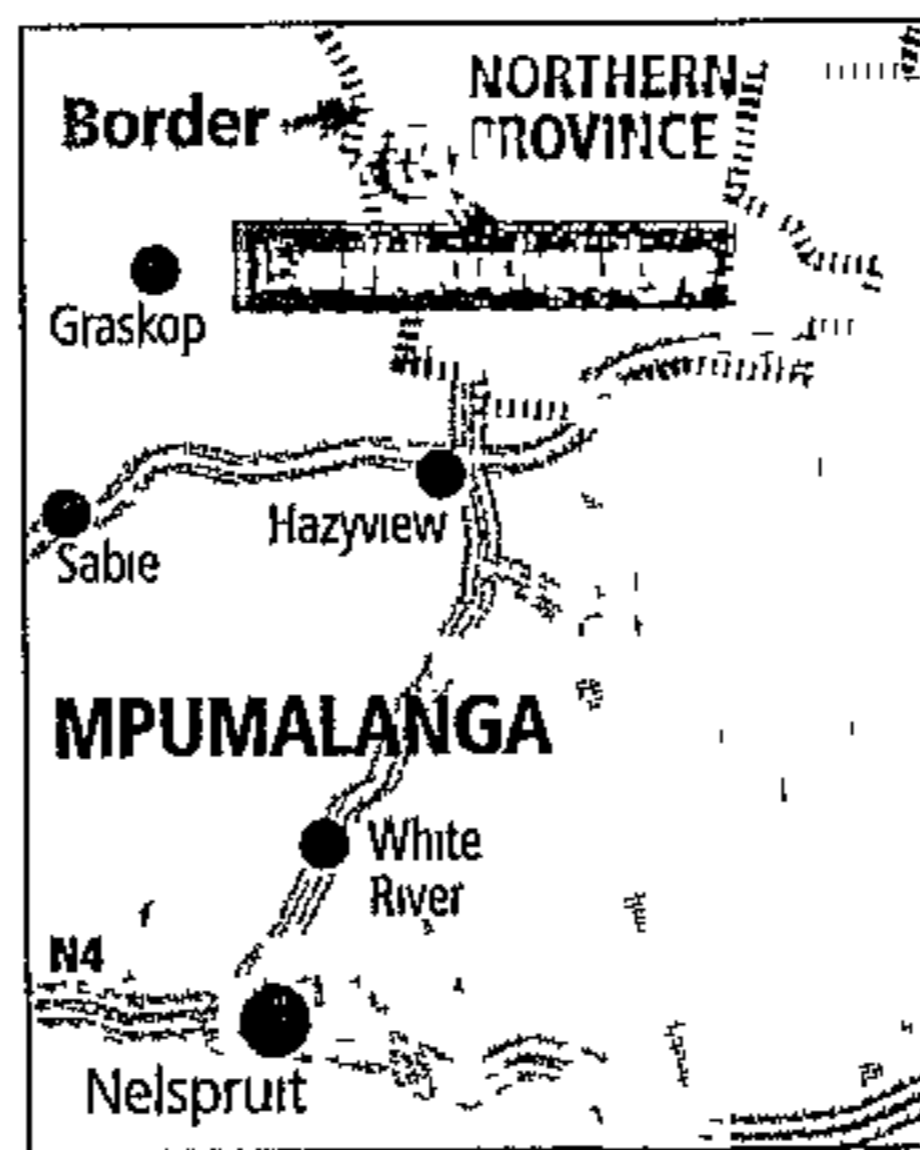 NORTHERN
PROVINCE
Border
Graskop
Hazyview
Sabie
MPUMALANGA
White
River
N4
Nelspruit